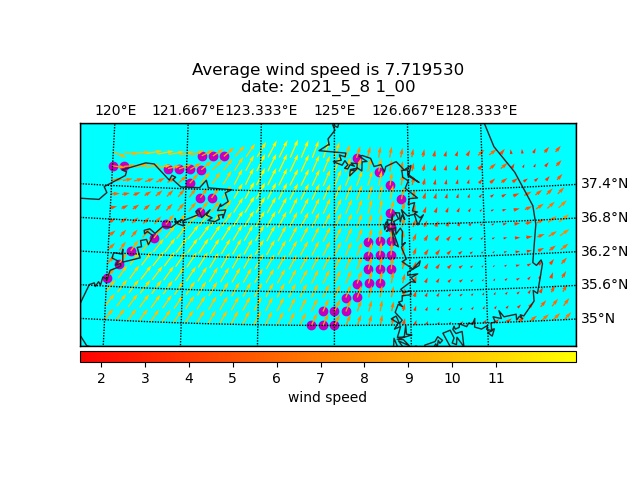 Average wind speed is 7.719530
date: 2021_5_8 1_00
120°E 121.667°E 123.333°E 125°E 126.667°E 128.333°E
37.4°N
36.8°N
36.2°N
35.6°N
35°N
2 3 4 5 6 7 8 9 10 11
wind speed